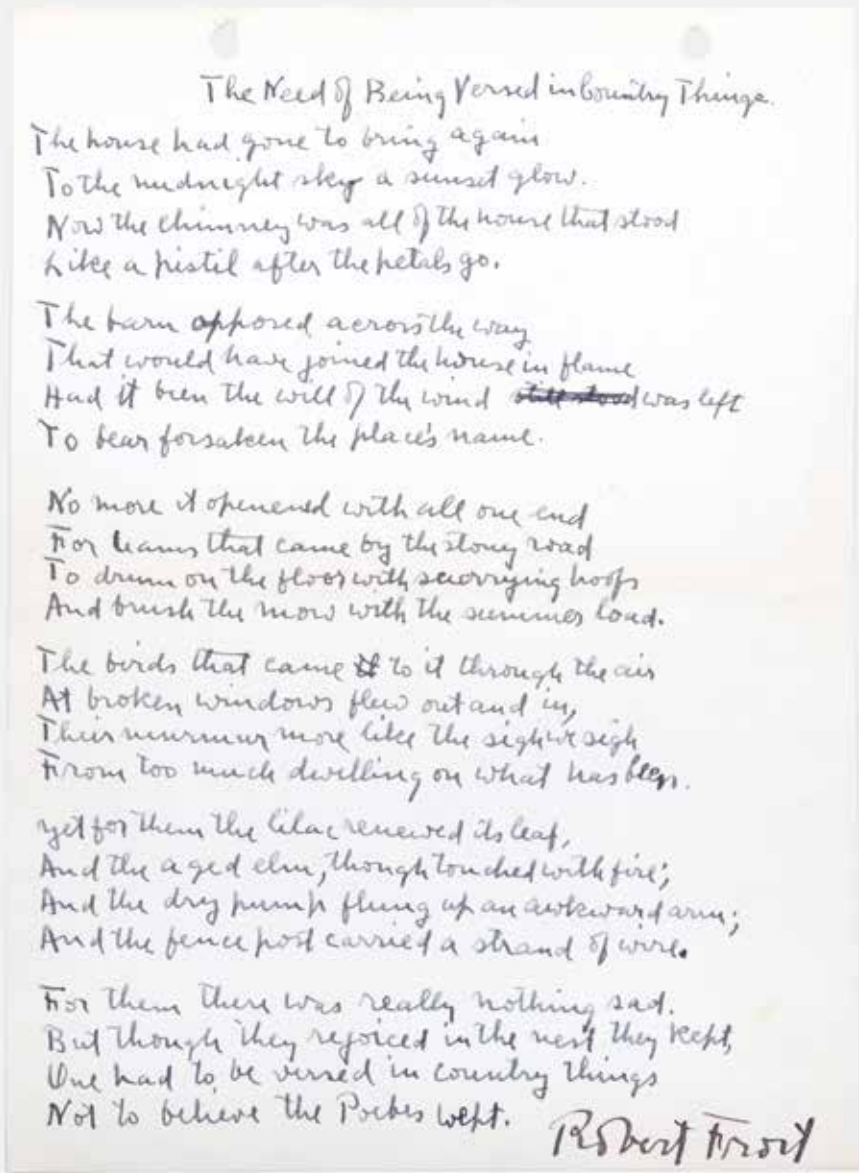 The Need of Being Versed in Country Things.
The house had gone to bring again
To the midnight sky a sunset glow.
Now the chimney was all of the house that stood
Like a pistil after the petals go.
The barn opposed across the way
That would have joined the house in flame
Had it been the will of the wind still stood was left
To bear forsaken the place's name.
No more it openened with all one end
For teams that came by the stony road
To drum on the floor with scurrying hoofs
And brush the mow with the summer load.
The birds that came it to it through the air
At broken windows flew out and in,
Their murmur more like the sigh we sigh
From too much dwelling on what has been.
Yet for them the lilac renewed its leaf,
And the aged elm, though touched with fire;
And the dry pump flung up an awkward arm;
And the fence post carried a strand of wire.
For them there was really nothing sad.
But though they rejoiced in the nest they kept,
One had to be versed in country things
Not to believe the Poebes wept.
Robert Frost